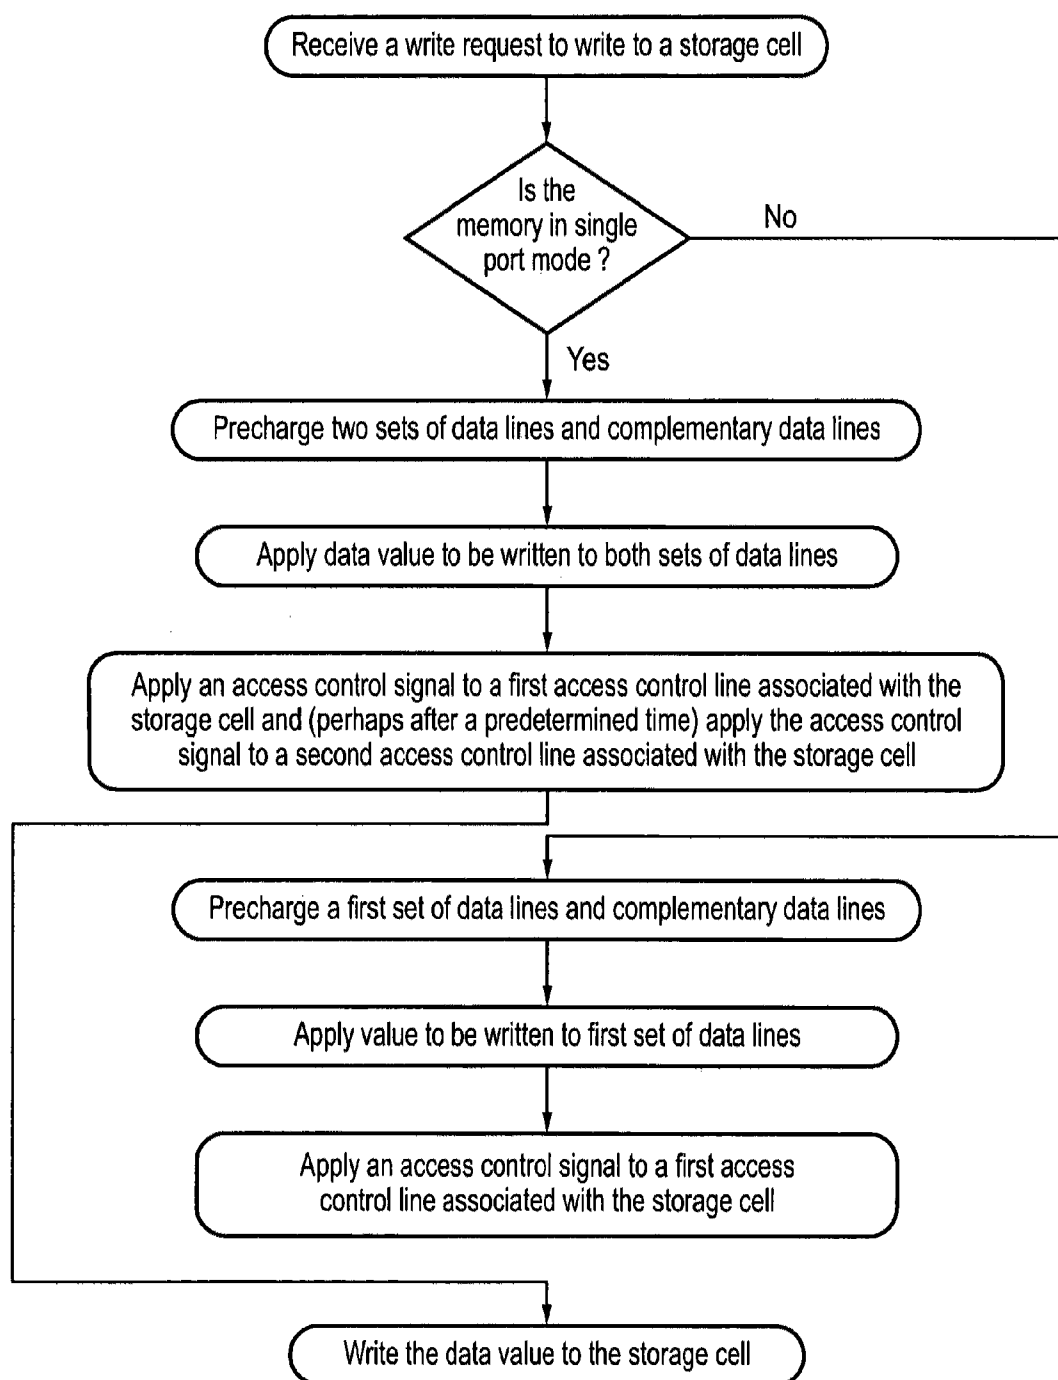 Receive a write request to write to a storage cell
Is the
memory in single
port mode ?
No
Yes
Precharge two sets of data lines and complementary data lines
Apply data value to be written to both sets of data lines
Apply an access control signal to a first access control line associated with the
storage cell and (perhaps after a predetermined time) apply the access control
signal to a second access control line associated with the storage cell
Precharge a first set of data lines and complementary data lines
Apply value to be written to first set of data lines
Apply an access control signal to a first access
control line associated with the storage cell
Write the data value to the storage cell